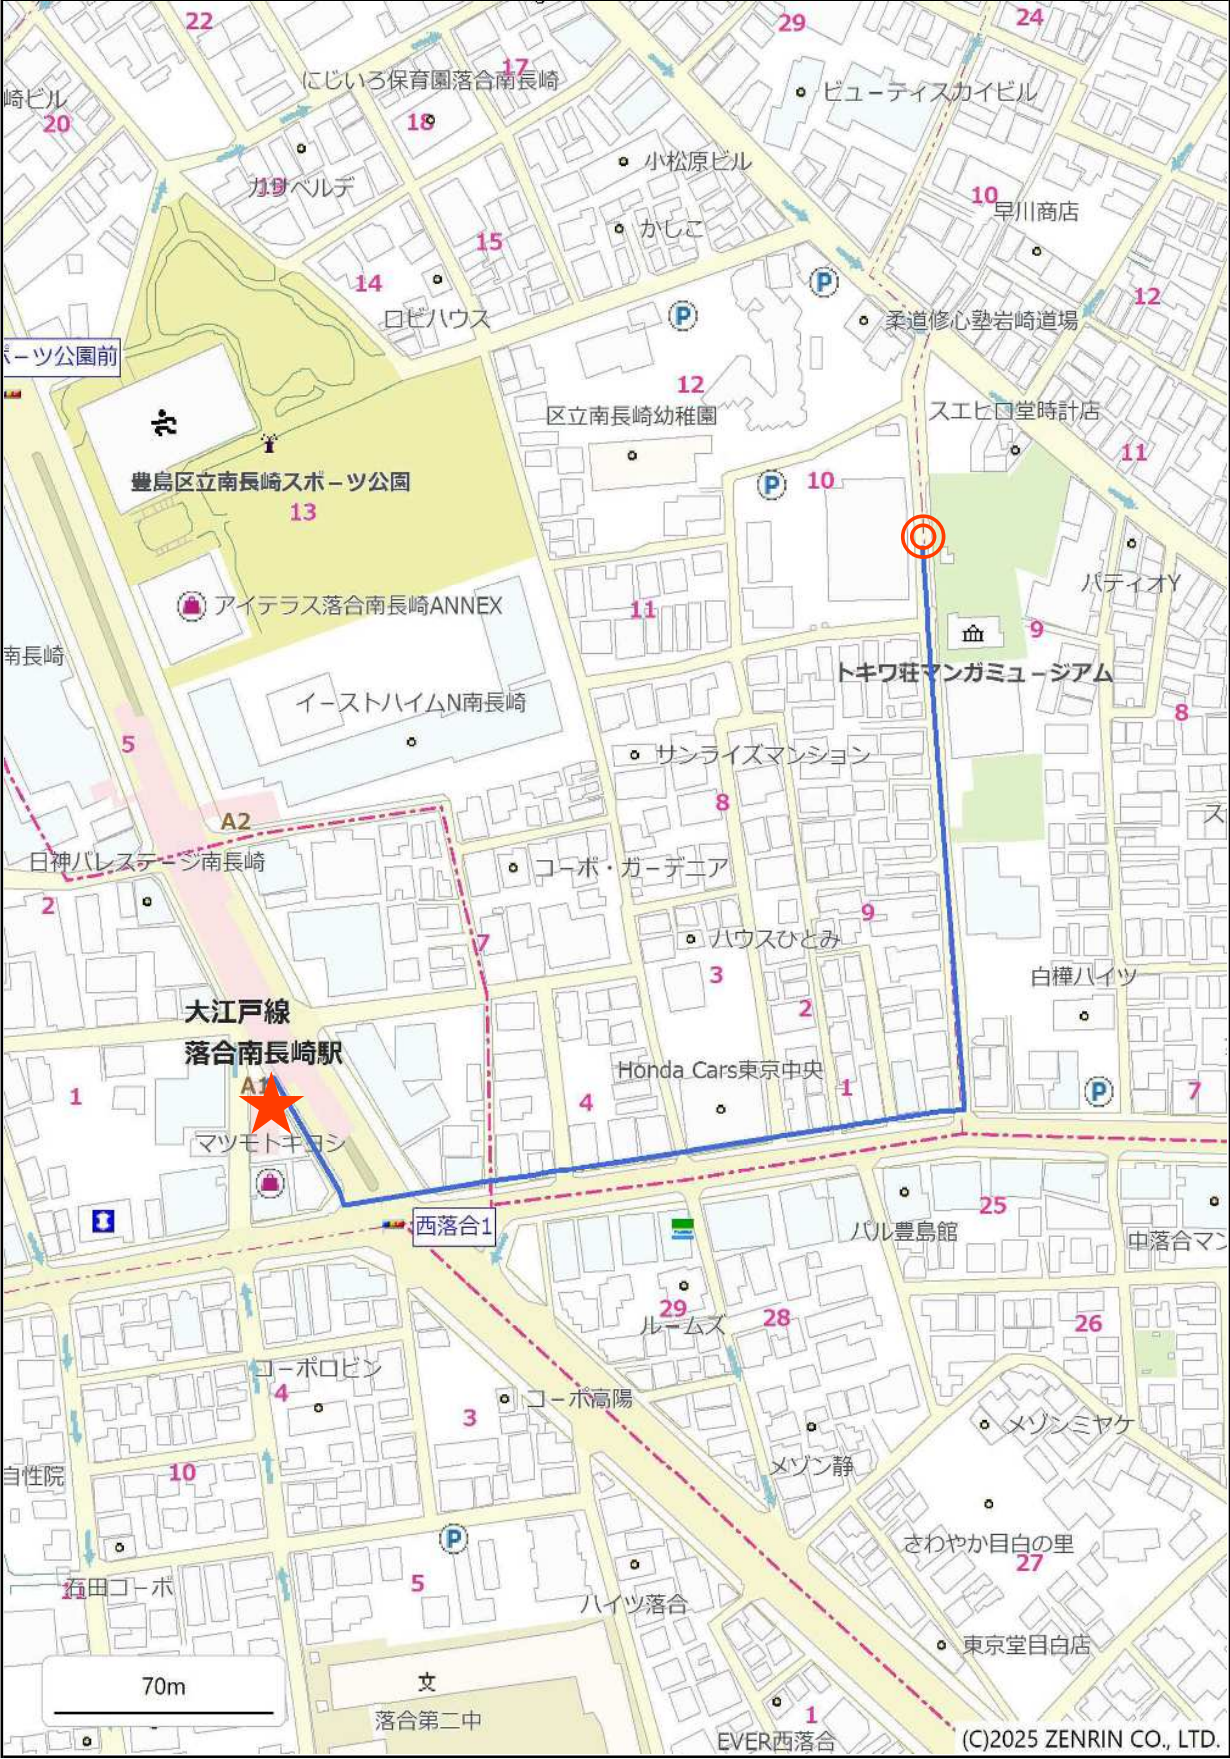 22
29
24
17
にじいろ保育園落合南長崎
崎ビル
20
18
ビューティスカイビル
小松原ビル
カサベルデ
10
早川商店
15
かしこ
14
P
12
ロビハウス
P
柔道修心塾岩崎道場
ポーツ公園前
12
区立南長崎幼稚園
スエヒロ堂時計店
11
豊島区立南長崎スポーツ公園
13
P
10
アイテラス落合南長崎ANNEX
11
パティオY
9
南長崎
トキワ荘マンガミュージアム
イーストハイムN南長崎
8
5
サンライズマンション
8
A2
ス
日神パレステージ南長崎
コーポ・ガーデニア
2
9
7
ハウスひとみ
3
白樺ハイツ
大江戸線
2
落合南長崎駅
Honda Cars東京中央
A1
1
4
1
P
7
マツモトキヨシ
西落合1
25
パル豊島館
中落合マン
29
ルームズ
28
26
コーポロビン
4
コーポ高陽
3
メゾンミヤケ
自性院
10
メゾン静
P
さわやか目白の里
27
石田コーポ
11
5
ハイツ落合
東京堂目白店
70m
文
落合第二中
1
EVER西落合
(C)2025 ZENRIN CO., LTD.